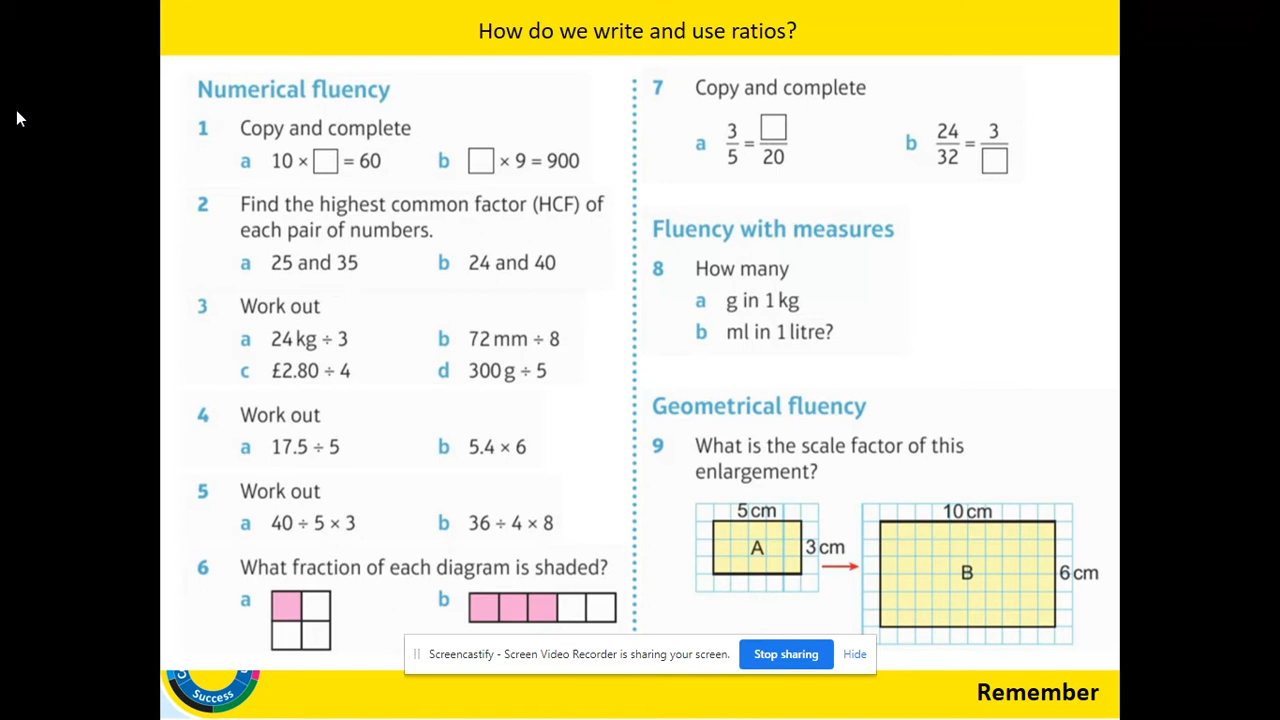 How do we write and use ratios?
Numerical fluency
1 Copy and complete
a 10 × □ = 60 b □ × 9 = 900
2 Find the highest common factor (HCF) of
each pair of numbers.
a 25 and 35 b 24 and 40
3 Work out
a 24 kg ÷ 3 b 72 mm ÷ 8
c £2.80 ÷ 4 d 300 g ÷ 5
4 Work out
a 17.5 ÷ 5 b 5.4 × 6
5 Work out
a 40 ÷ 5 × 3 b 36 ÷ 4 × 8
6 What fraction of each diagram is shaded?
a b
7 Copy and complete
a 3/5 = □/20 b 24/32 = 3/□
Fluency with measures
8 How many
a g in 1 kg
b ml in 1 litre?
Geometrical fluency
9 What is the scale factor of this
enlargement?
5 cm 10 cm
A 3 cm B 6 cm
Screencastify - Screen Video Recorder is sharing your screen. Stop sharing Hide
Success
Remember